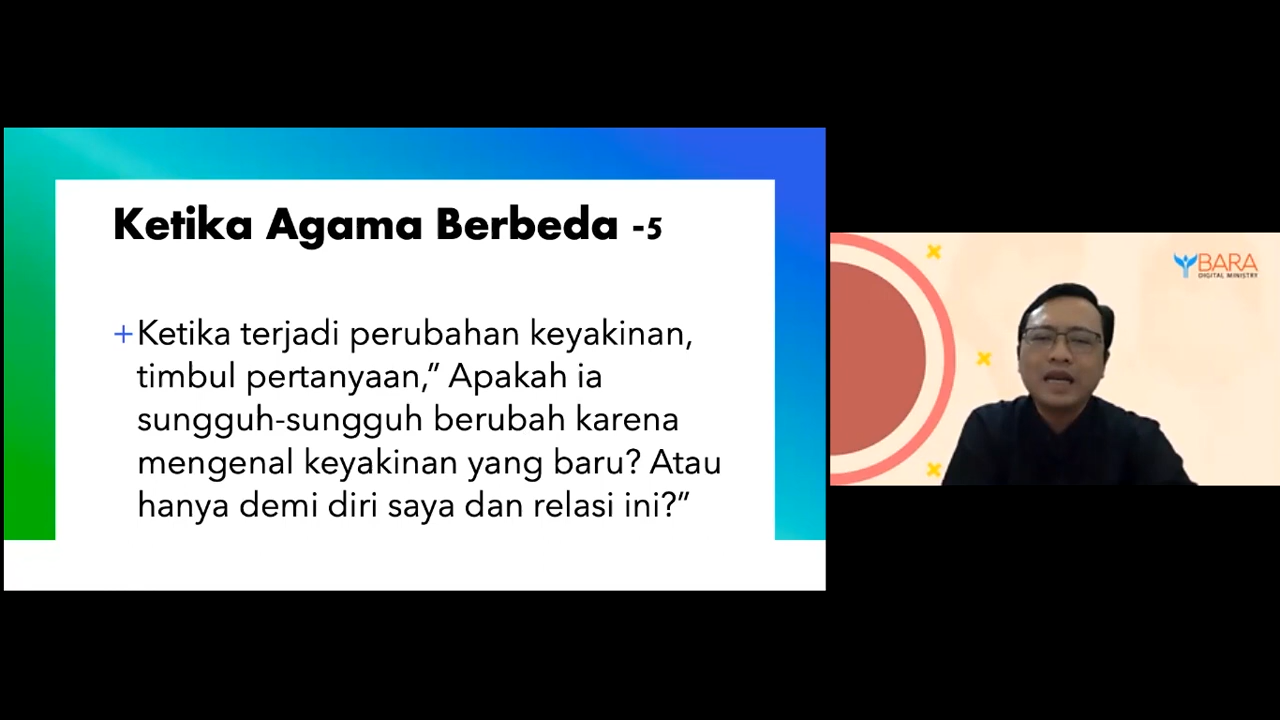 Ketika Agama Berbeda -5
+Ketika terjadi perubahan keyakinan,
timbul pertanyaan,” Apakah ia
sungguh-sungguh berubah karena
mengenal keyakinan yang baru? Atau
hanya demi diri saya dan relasi ini?”
BARA
DIGITAL MINISTRY